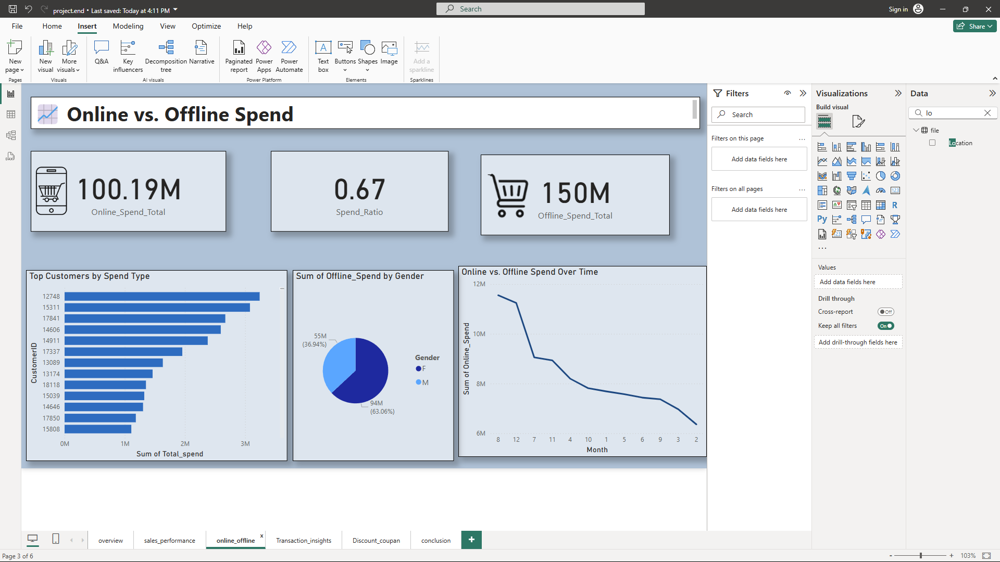 project.end • Last saved: Today at 4:11 PM
Search
Sign in
File Home Insert Modeling View Optimize Help
Share
New page
New visual
More visuals
Q&A
Key influencers
Decomposition tree
Narrative
Paginated report
Power Apps
Power Automate
Text box
Buttons
Shapes
Image
Add a sparkline
Pages
Visuals
AI visuals
Power Platform
Elements
Sparklines
Online vs. Offline Spend
100.19M
Online_Spend_Total
0.67
Spend_Ratio
150M
Offline_Spend_Total
Top Customers by Spend Type
CustomerID
12748
15311
17841
14606
14911
17337
13089
13174
18118
15039
14646
17850
15808
0M 1M 2M 3M
Sum of Total_spend
Sum of Offline_Spend by Gender
55M
(36.94%)
94M
(63.06%)
Gender
F
M
Online vs. Offline Spend Over Time
Sum of Online_Spend
12M
10M
8M
6M
8 12 7 11 4 10 1 5 6 9 3 2
Month
Filters
Search
Filters on this page
...
Add data fields here
Filters on all pages
...
Add data fields here
Visualizations
Build visual
123
R
Py
123
...
Values
Add data fields here
Drill through
Cross-report
Off
Keep all filters
On
Add drill-through fields here
Data
lo
file
Location
DAX
overview
sales_performance
online_offline
x
Transaction_insights
Discount_coupan
conclusion
+
Page 3 of 6
- + 103%